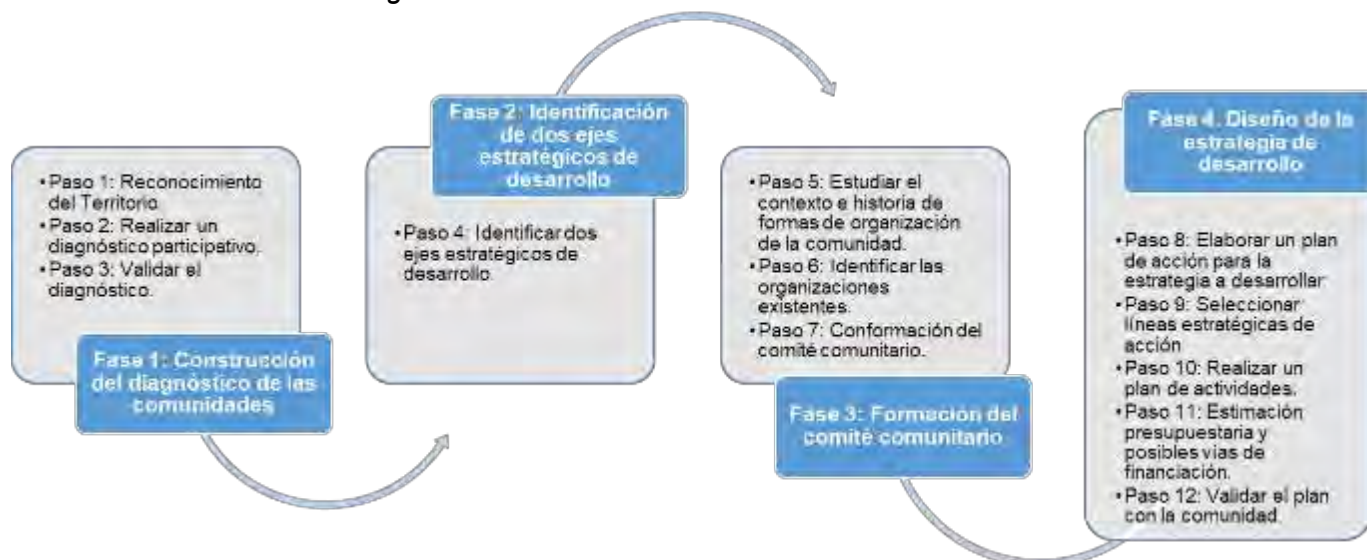 • Paso 1: Reconocimiento
del Territorio
• Paso 2: Realizar un
diagnóstico participativo.
• Paso 3: Validar el
diagnóstico.
Fase 1: Construcción
del diagnóstico de las
comunidades
Fase 2: Identificación
de dos ejes
estratégicos de
desarrollo
• Paso 4: Identificar dos
ejes estratégicos de
desarrollo
• Paso 5: Estudiar el
contexto e historia de
formas de organización
de la comunidad.
• Paso 6: Identificar las
organizaciones
existentes.
• Paso 7: Conformación del
comité comunitario.
Fase 3: Formación del
comité comunitario
Fase 4. Diseño de la
estrategia de
desarrollo
• Paso 8: Elaborar un plan
de acción para la
estrategia a desarrollar
• Paso 9: Seleccionar
líneas estratégicas de
acción
• Paso 10: Realizar un
plan de actividades.
• Paso 11: Estimación
presupuestaria y
posibles vías de
financiación.
• Paso 12: Validar el plan
con la comunidad